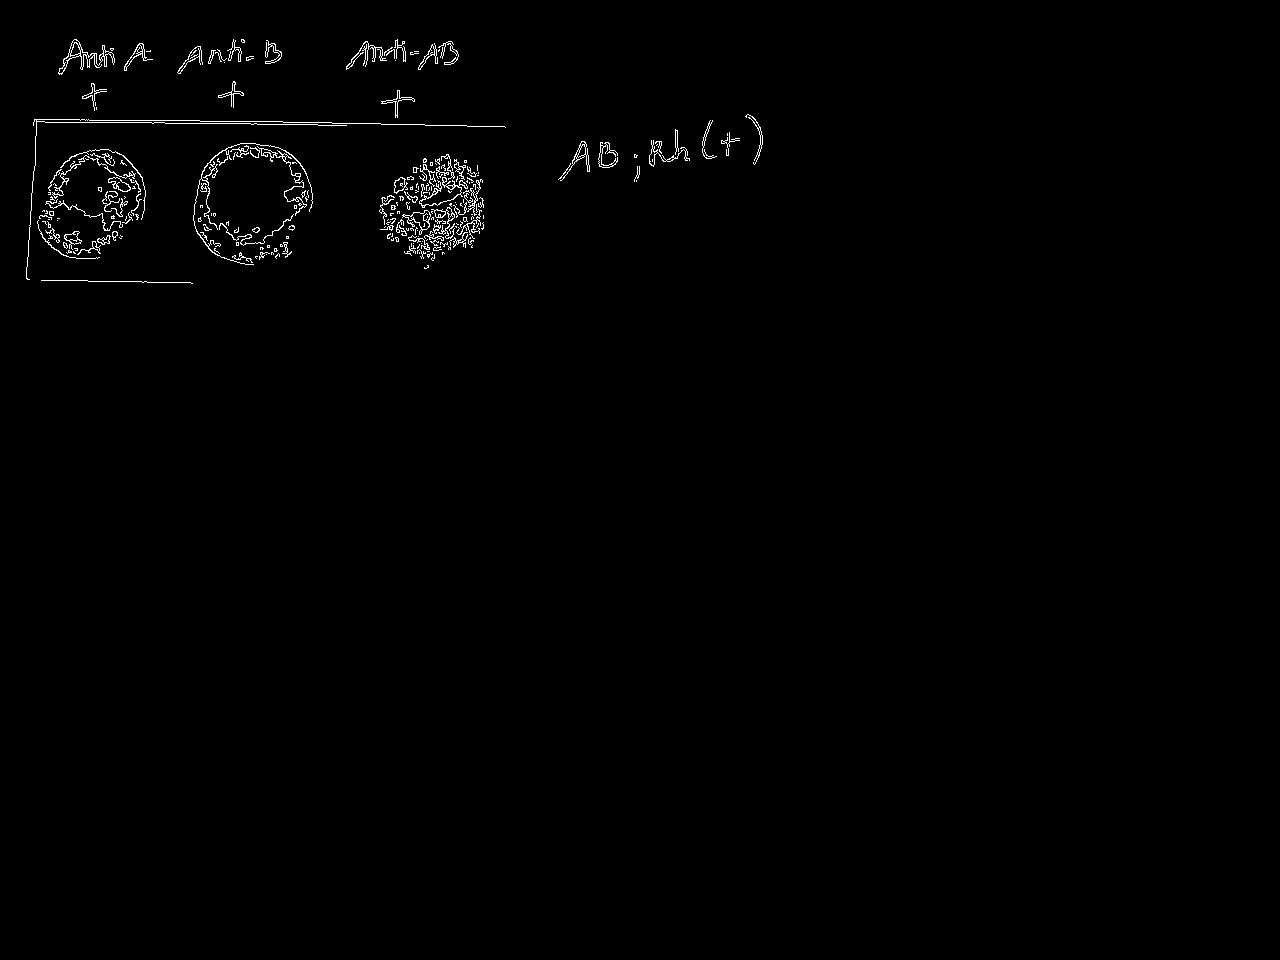 Anti A Anti-B Anti-AB
+ + +
AB; Rh (+)